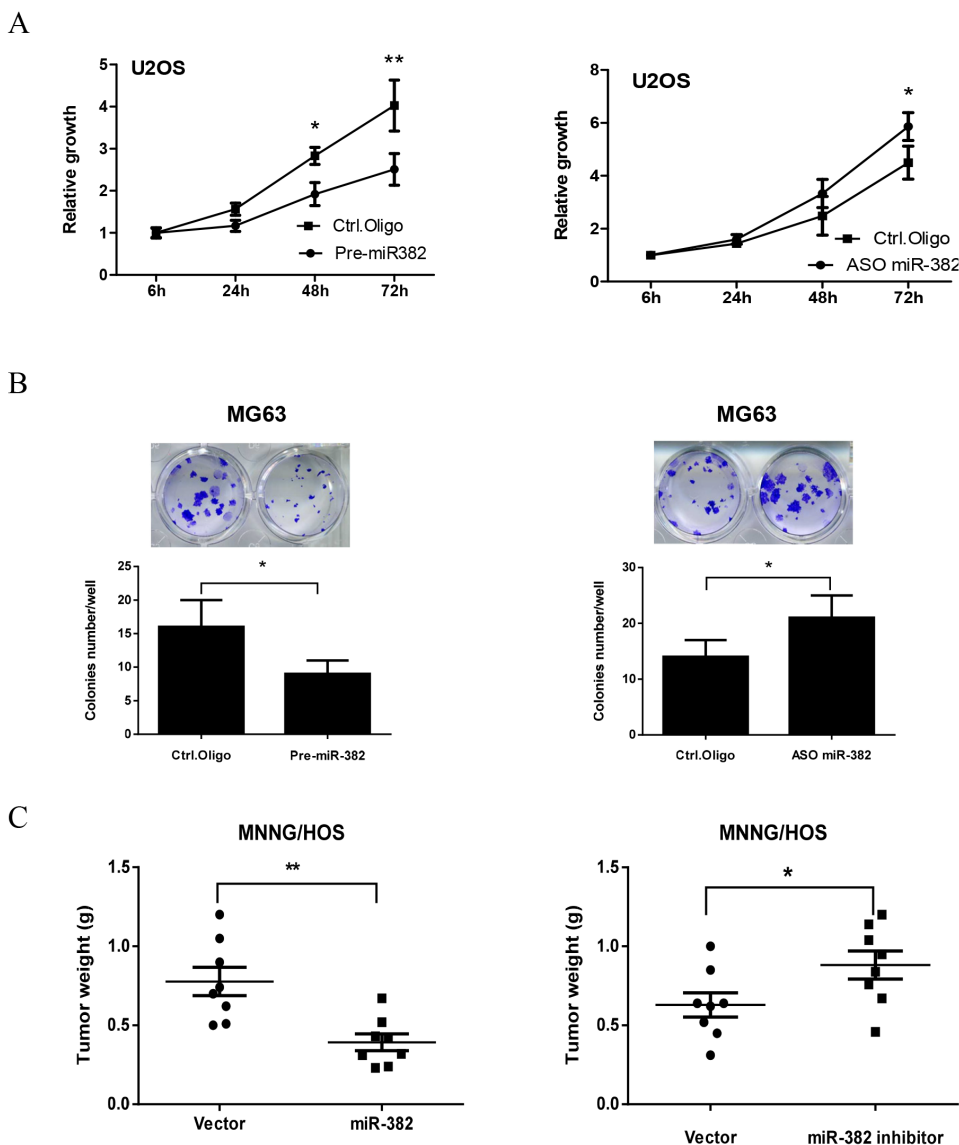 A
U2OS
**
*
5
4
3
2
1
0
Relative growth
Ctrl.Oligo
Pre-miR382
6h 24h 48h 72h
U2OS
*
8
6
4
2
0
Relative growth
Ctrl.Oligo
ASO miR-382
6h 24h 48h 72h
B
MG63
*
25
20
15
10
5
0
Colonies number/well
Ctrl.Oligo Pre-miR-382
MG63
*
30
20
10
0
Colonies number/well
Ctrl.Oligo ASO miR-382
C
MNNG/HOS
**
1.5
1.0
0.5
0.0
Tumor weight (g)
Vector miR-382
MNNG/HOS
*
1.5
1.0
0.5
0.0
Tumor weight (g)
Vector miR-382 inhibitor